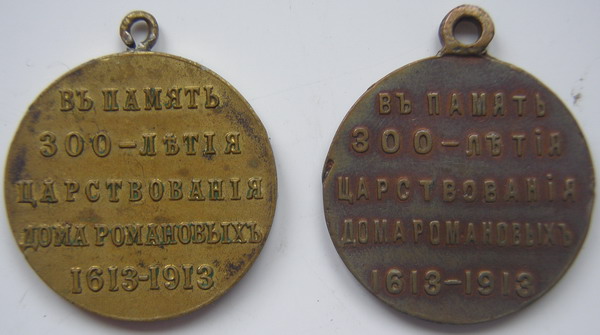 ВЪ ПАМЯТЬ
300-ЛѢТІЯ
ЦАРСТВОВАНІЯ
ДОМА РОМАНОВЫХЪ
1613-1913
ВЪ ПАМЯТЬ
300-ЛѢТІЯ
ЦАРСТВОВАНІЯ
ДОМА РОМАНОВЫХЪ
1613-1913